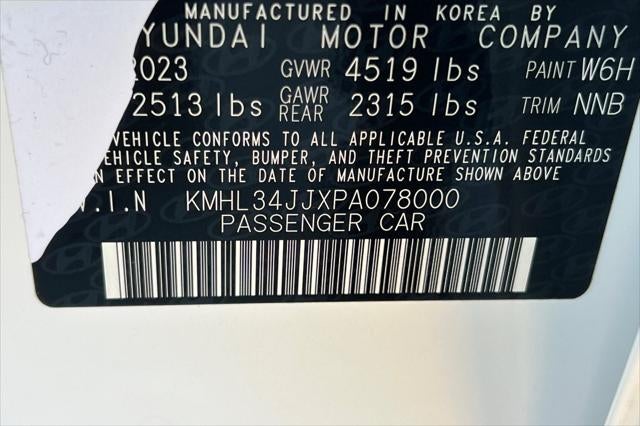 MANUFACTURED IN KOREA BY
YUNDAI MOTOR COMPANY
2023 GVWR 4519 lbs PAINT W6H
2513 lbs GAWR REAR 2315 lbs TRIM NNB
VEHICLE CONFORMS TO ALL APPLICABLE U.S.A. FEDERAL
VEHICLE SAFETY, BUMPER, AND THEFT PREVENTION STANDARDS
IN EFFECT ON THE DATE OF MANUFACTURE SHOWN ABOVE
V.I.N KMHL34JJXPA078000
PASSENGER CAR